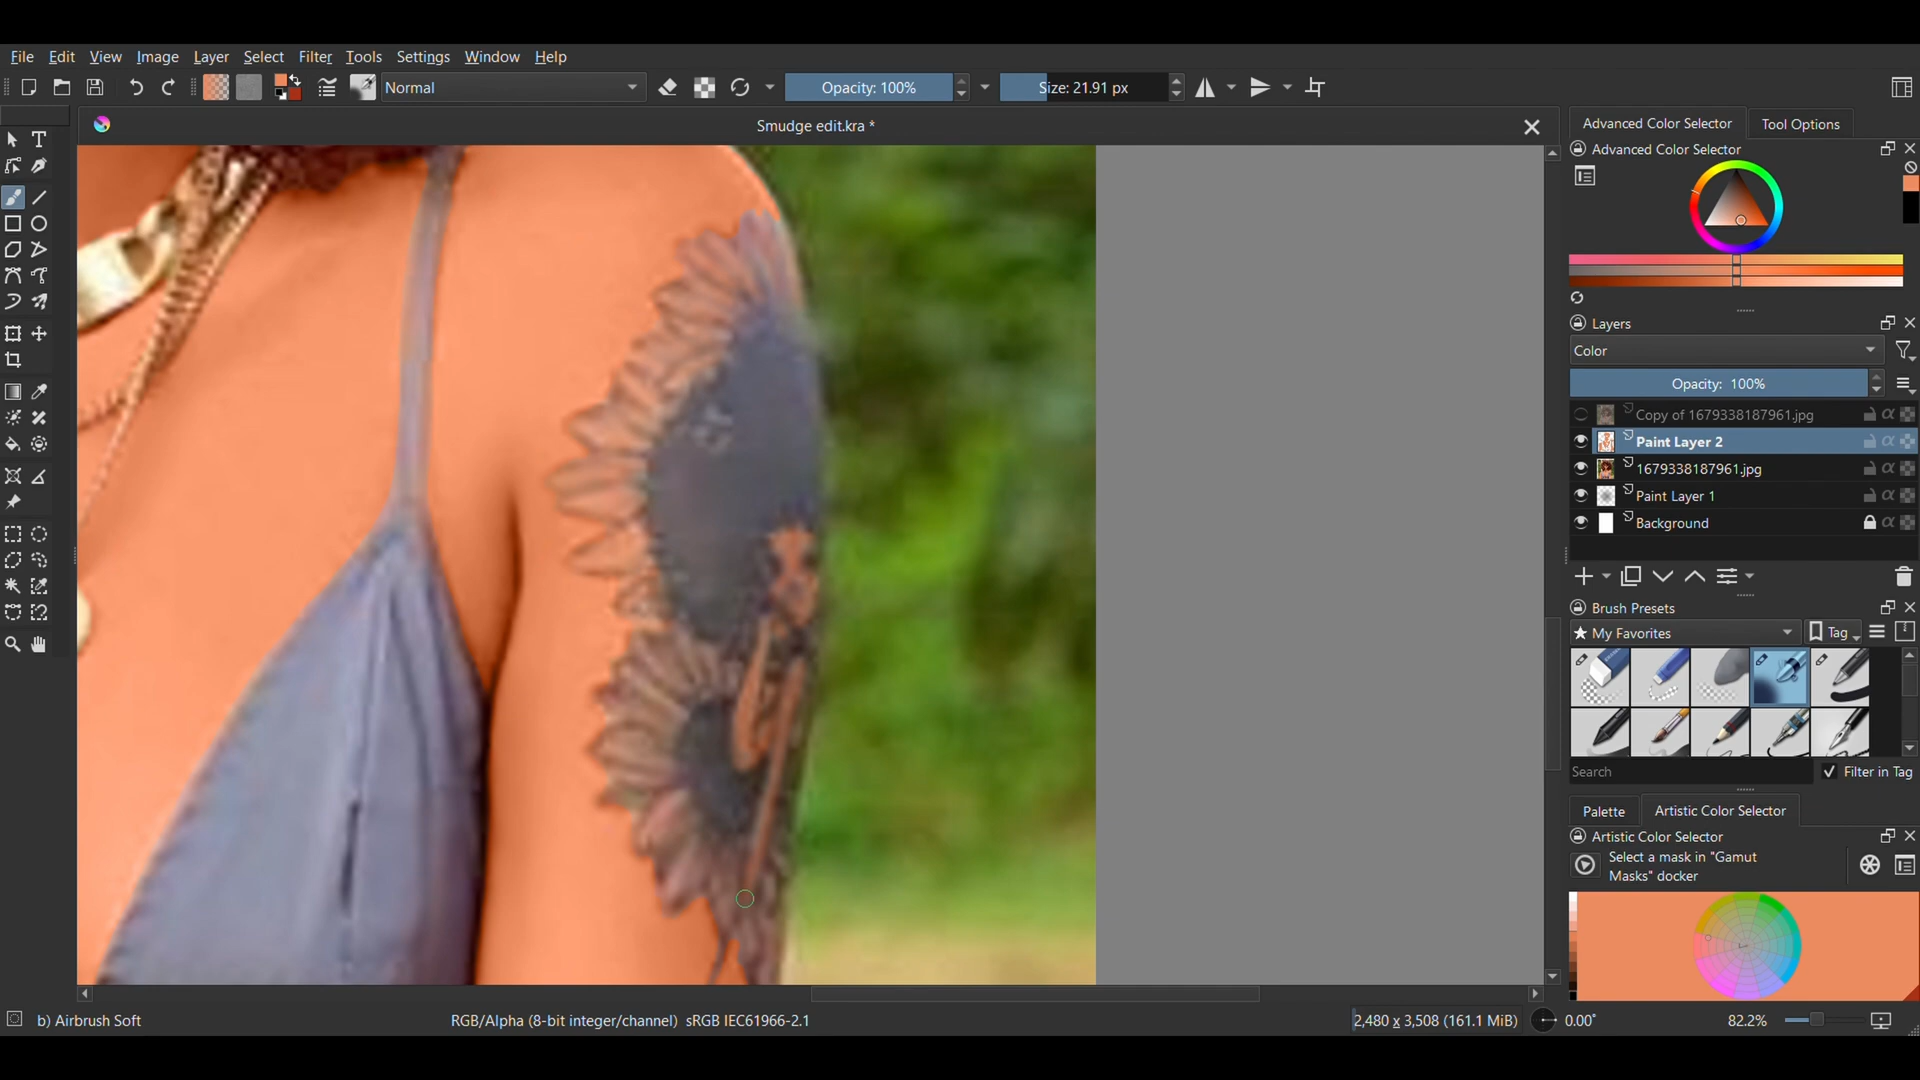 File Edit View Image Layer Select Filter Tools Settings Window Help
Normal Opacity: 100% Size: 21.91 px
Smudge edit.kra *
Advanced Color Selector Tool Options
Advanced Color Selector
Layers
Color
Opacity: 100%
Copy of 1679338187961.jpg
Paint Layer 2
1679338187961.jpg
Paint Layer 1
Background
Brush Presets
★ My Favorites Tag
Search Filter in Tag
Palette Artistic Color Selector
Artistic Color Selector
Select a mask in "Gamut
Masks" docker
b) Airbrush Soft RGB/Alpha (8-bit integer/channel) sRGB IEC61966-2.1 2,480 x 3,508 (161.1 MiB) 0.00° 82.2%